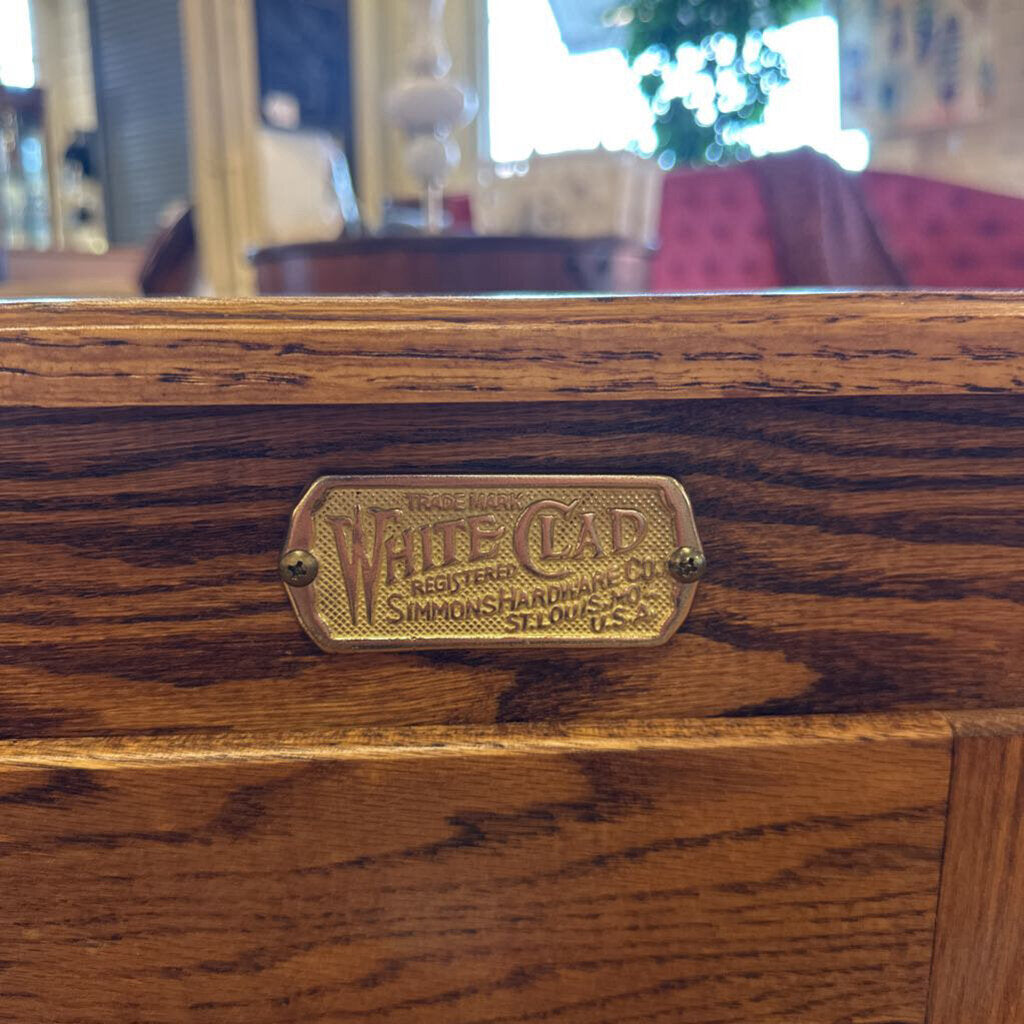 TRADE MARK
WHITE CLAD
REGISTERED
SIMMONS HARDWARE CO.
ST. LOUIS, MO.
U.S.A.